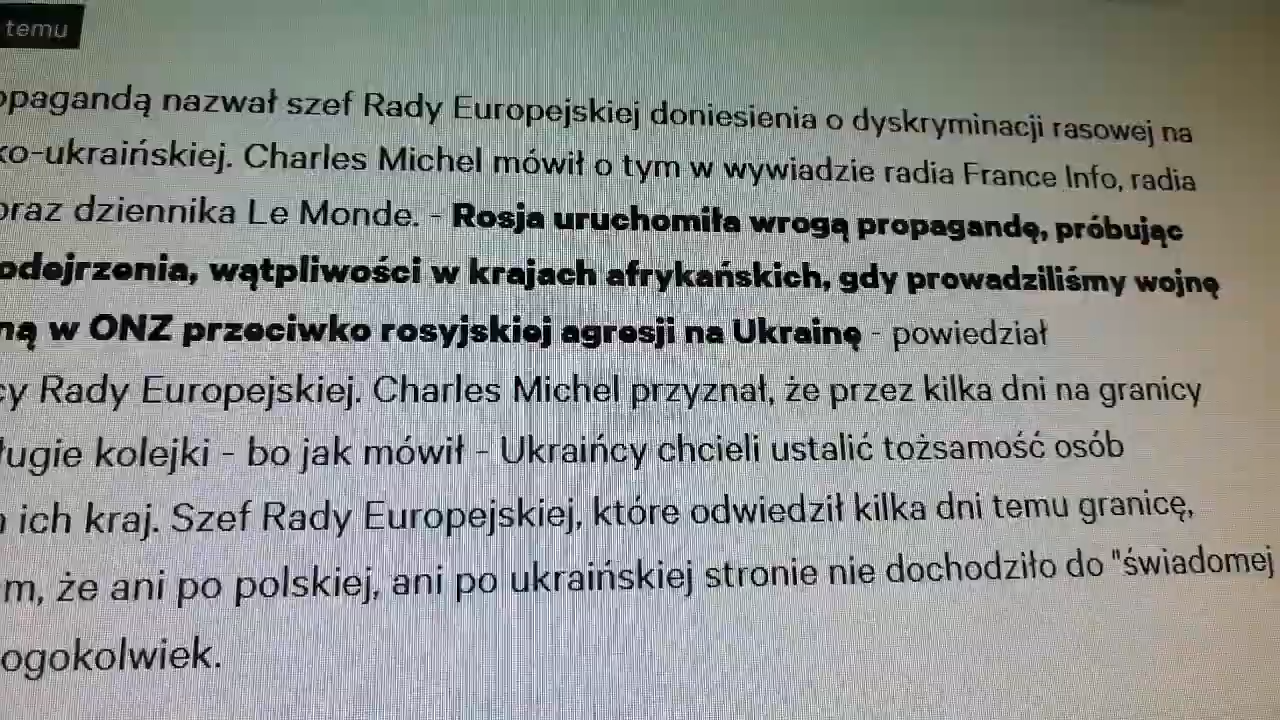 temu
opagandą nazwał szef Rady Europejskiej doniesienia o dyskryminacji rasowej na
ko-ukraińskiej. Charles Michel mówił o tym w wywiadzie radia France Info, radia
oraz dziennika Le Monde. - Rosja uruchomiła wrogą propagandę, próbując
odejrzenia, wątpliwości w krajach afrykańskich, gdy prowadziliśmy wojnę
ną w ONZ przeciwko rosyjskiej agresji na Ukrainę - powiedział
cy Rady Europejskiej. Charles Michel przyznał, że przez kilka dni na granicy
ługie kolejki - bo jak mówił - Ukraińcy chcieli ustalić tożsamość osób
ich kraj. Szef Rady Europejskiej, które odwiedził kilka dni temu granicę,
m, że ani po polskiej, ani po ukraińskiej stronie nie dochodziło do "świadomej
ogokolwiek.